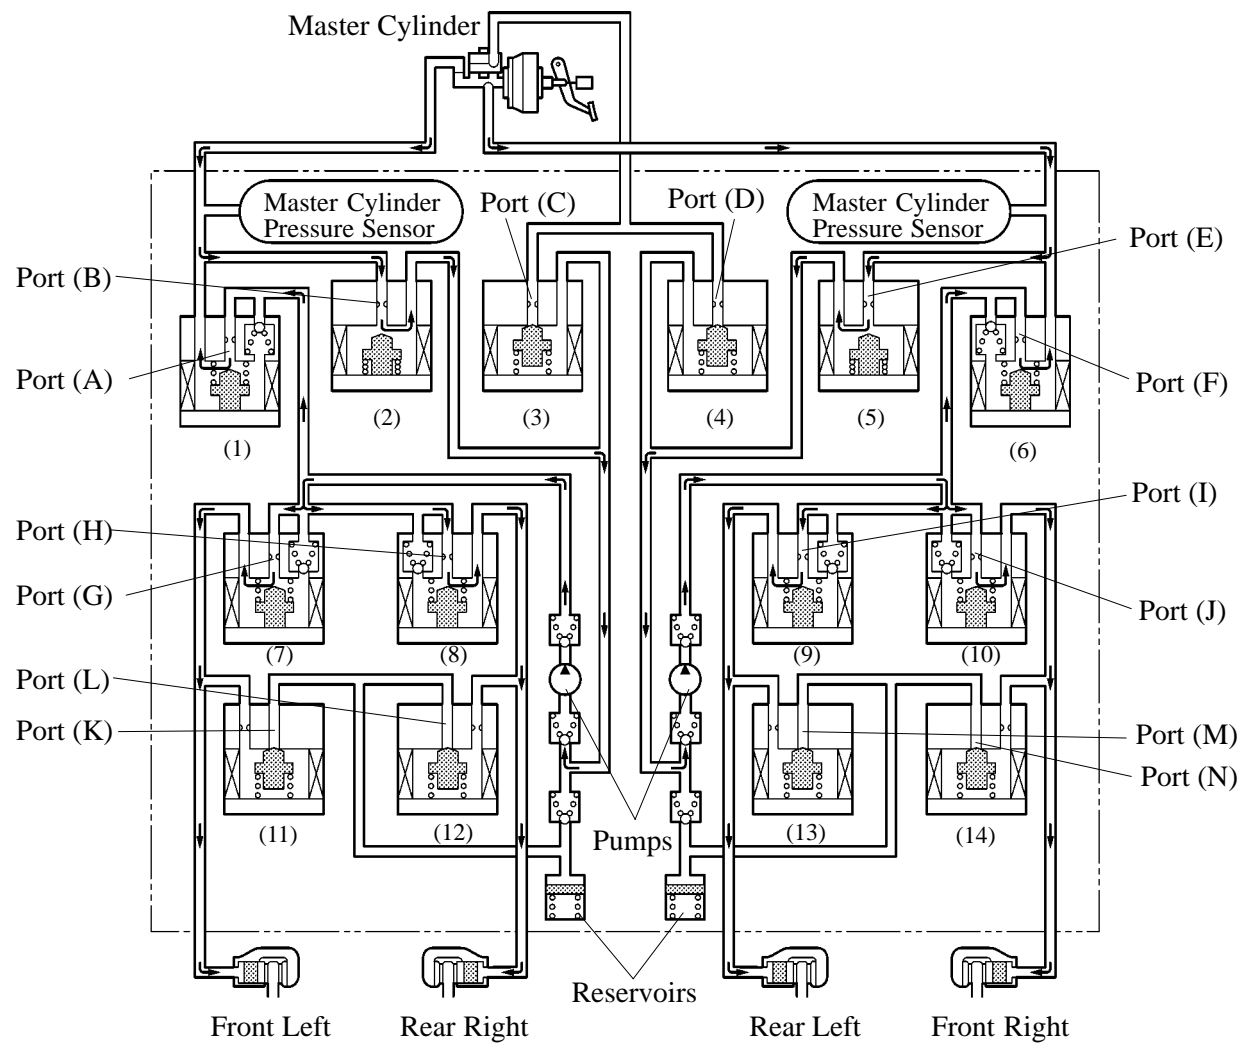 Master Cylinder
Master Cylinder
Pressure Sensor
Port (C)
Port (D)
Master Cylinder
Pressure Sensor
Port (E)
Port (B)
Port (A)
Port (F)
(1)
(2)
(3)
(4)
(5)
(6)
Port (H)
Port (I)
Port (G)
Port (J)
(7)
(8)
(9)
(10)
Port (L)
Port (K)
Port (M)
Port (N)
(11)
(12)
Pumps
(13)
(14)
Reservoirs
Front Left
Rear Right
Rear Left
Front Right